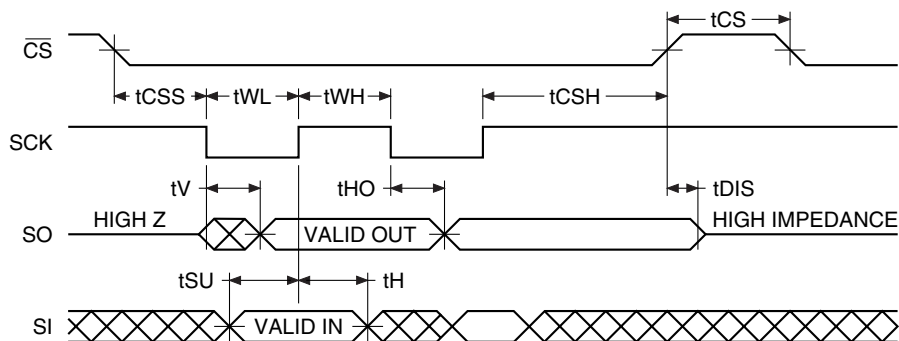 tCS
C̅S̅
tCSS tWL tWH tCSH
SCK
tV tHO tDIS
HIGH Z HIGH IMPEDANCE
SO VALID OUT
tSU tH
SI VALID IN